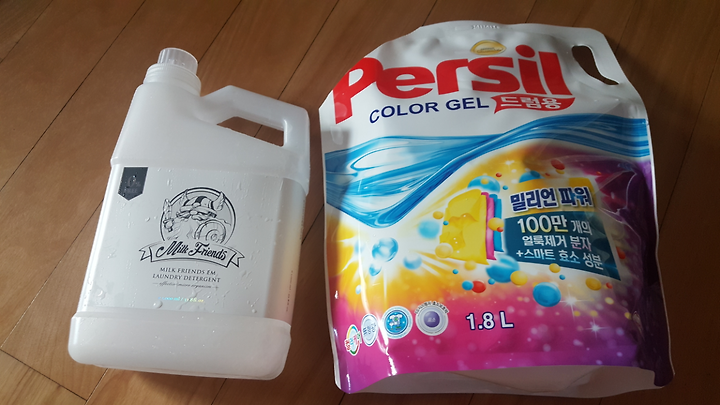 Milk Friends
MILK FRIENDS EM
LAUNDRY DETERGENT
Persil
COLOR GEL 드럼용
밀리언 파워
100만 개의
얼룩제거 분자
+스마트 효소 성분
1.8 L